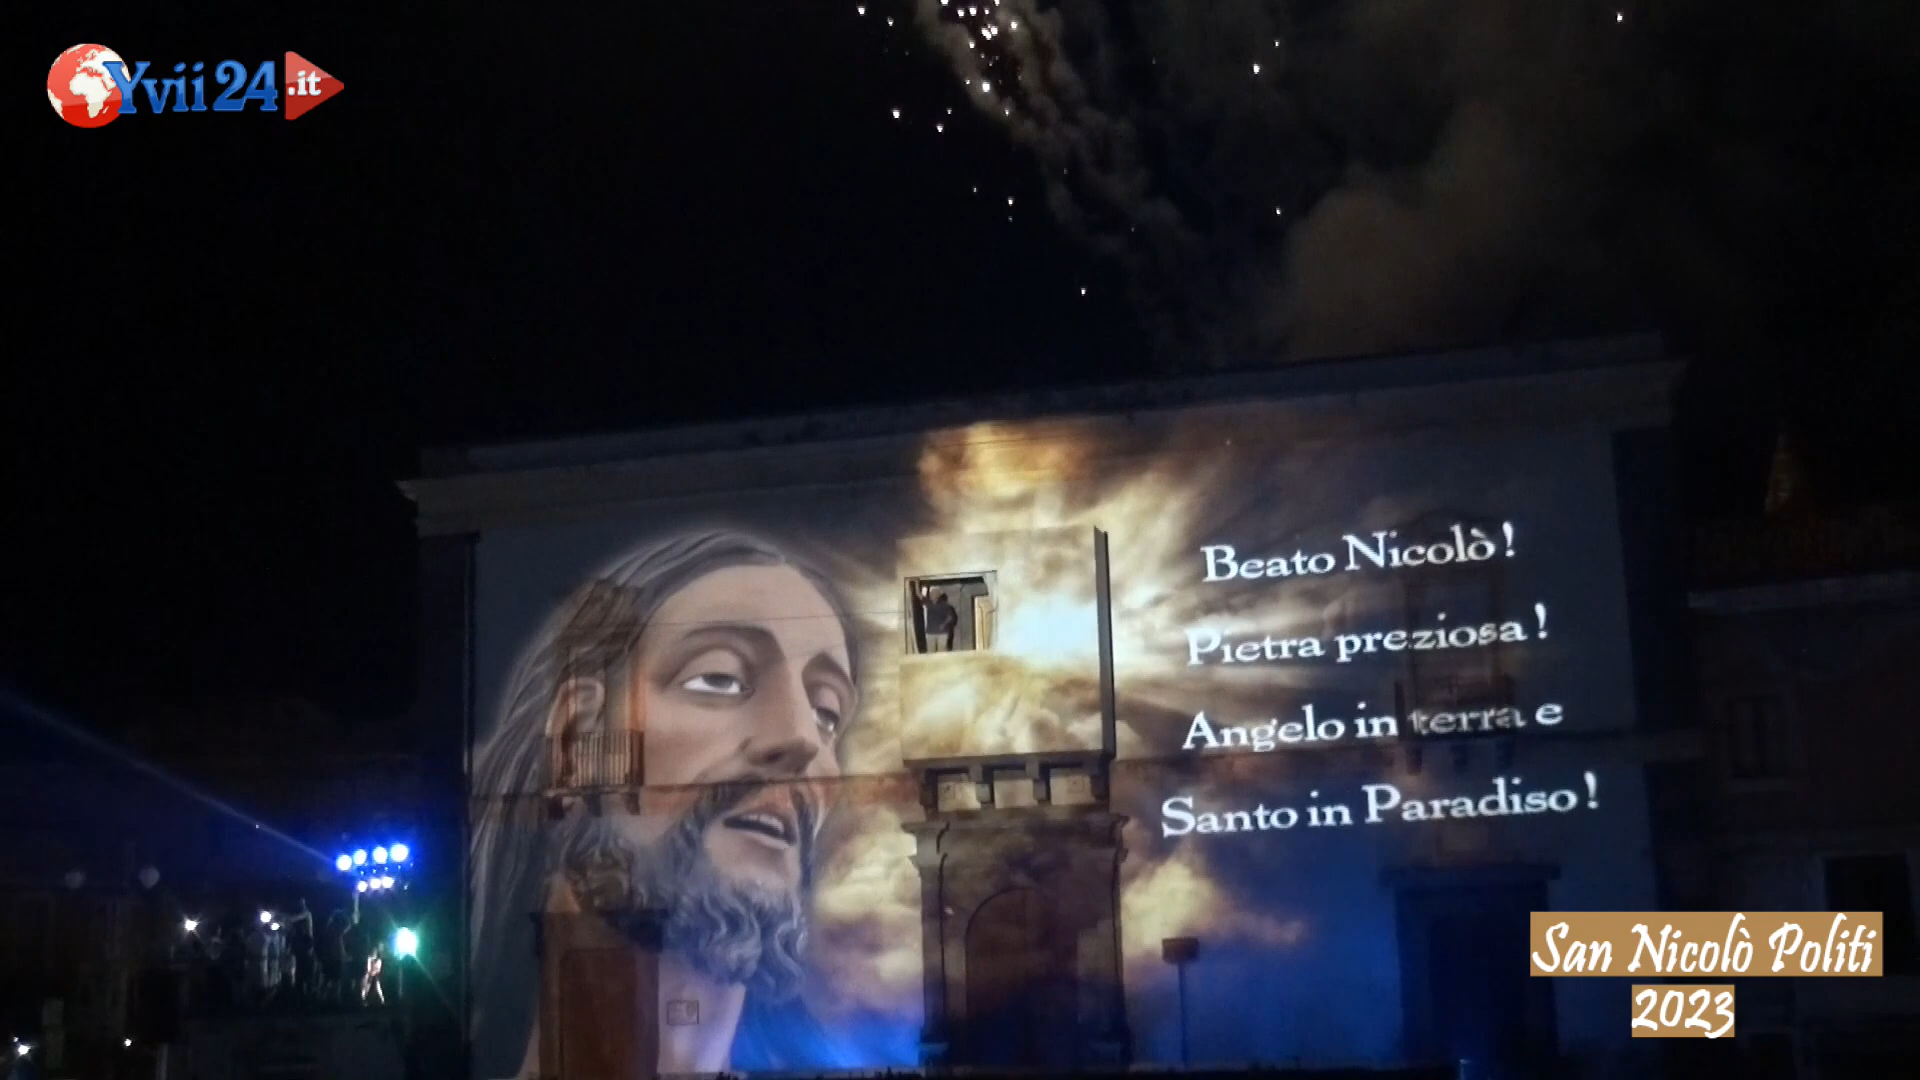 Yvii24.it
Beato Nicolò!
Pietra preziosa!
Angelo in terra e
Santo in Paradiso!
San Nicolò Politi
2023